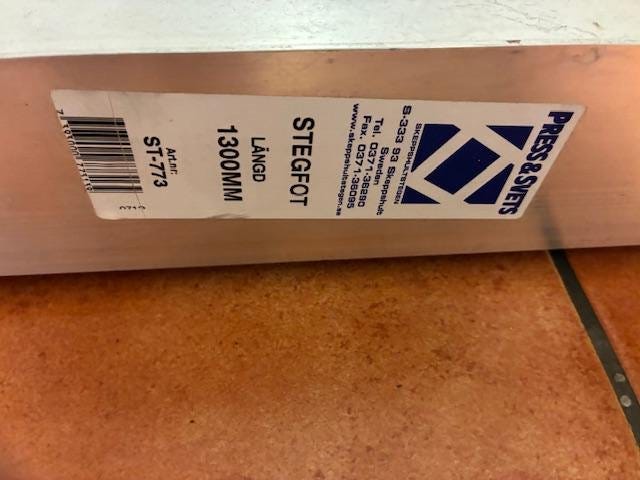 PRESS & SVETS
SKEPPSHULTSTEGEN
S-333 93 Skeppshult
Sweden
Tel. 0371-36290
Fax. 0371-36095
www.skeppshultstegen.se
STEGFOT
LÄNGD
1300MM
Art.nr.
ST-773